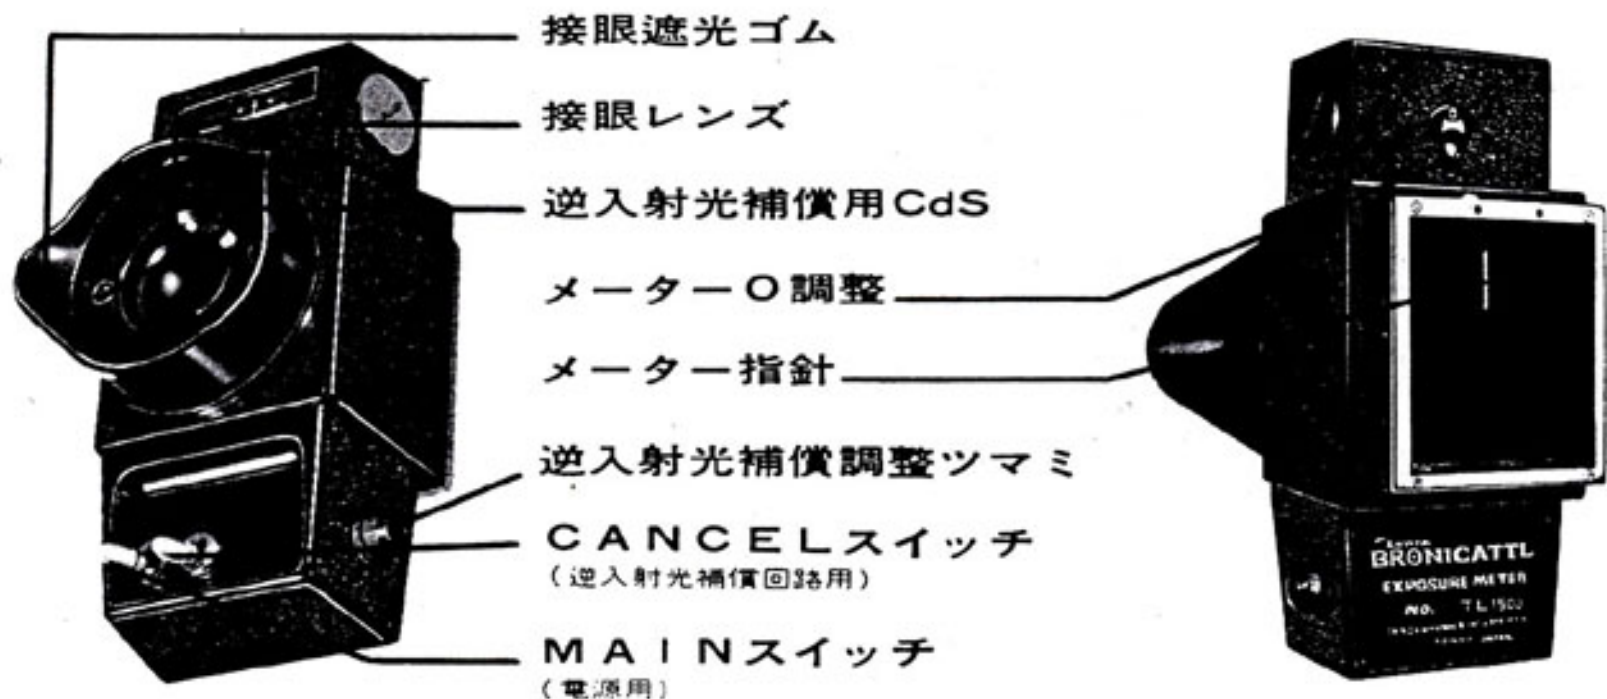 接眼遮光ゴム
接眼レンズ
逆入射光補償用CdS
メーター0調整
メーター指針
逆入射光補償調整ツマミ
CANCELスイッチ
(逆入射光補償回路用)
MAINスイッチ
(電源用)
BRONICATTL
EXPOSURE METER
NO. TL1500